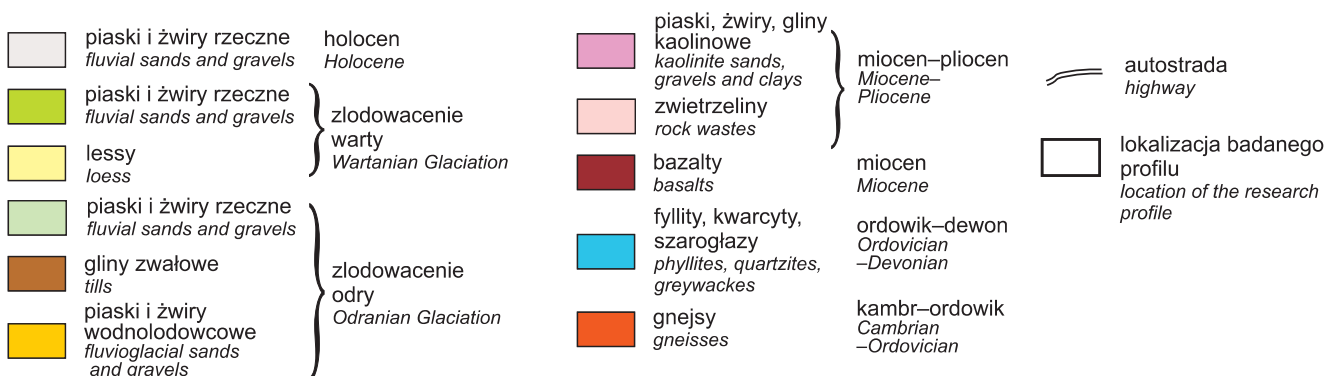 piaski i żwiry rzeczne
fluvial sands and gravels
holocen
Holocene
piaski i żwiry rzeczne
fluvial sands and gravels
lessy
loess
zlodowacenie
warty
Wartanian Glaciation
piaski i żwiry rzeczne
fluvial sands and gravels
gliny zwałowe
tills
piaski i żwiry
wodnolodowcowe
fluvioglacial sands
and gravels
zlodowacenie
odry
Odranian Glaciation
piaski, żwiry, gliny
kaolinowe
kaolinite sands,
gravels and clays
zwietrzeliny
rock wastes
miocen–pliocen
Miocene–
Pliocene
bazalty
basalts
miocen
Miocene
fyllity, kwarcyty,
szarogłazy
phyllites, quartzites,
greywackes
ordowik–dewon
Ordovician
–Devonian
gnejsy
gneisses
kambr–ordowik
Cambrian
–Ordovician
autostrada
highway
lokalizacja badanego
profilu
location of the research
profile